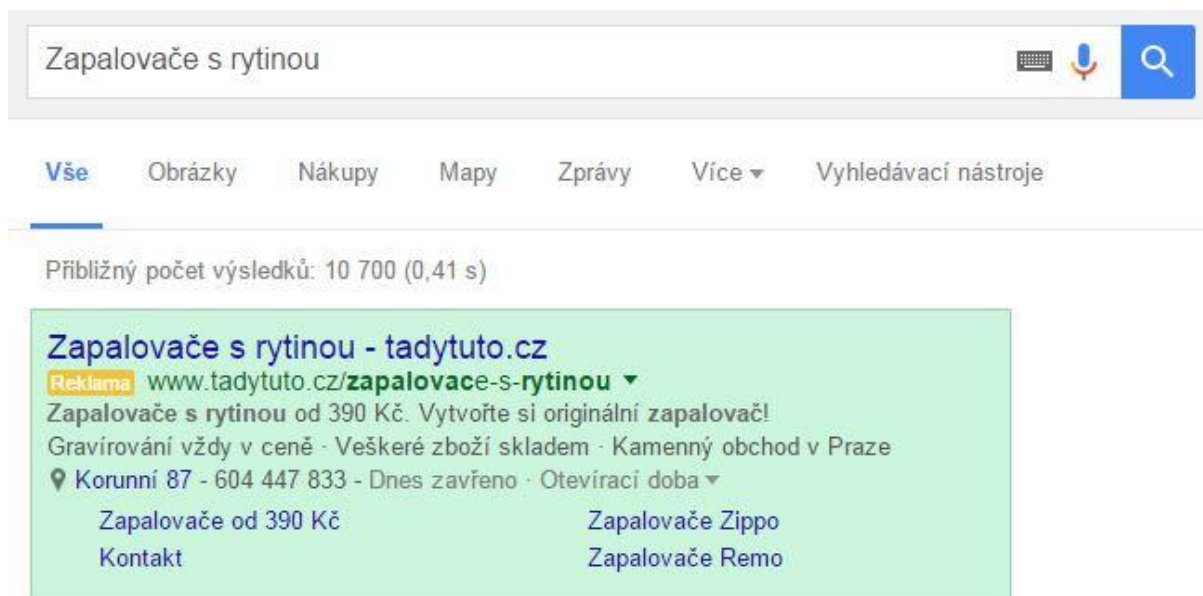 Zapalovače s rytinou
Vše Obrázky Nákupy Mapy Zprávy Více Vyhledávací nástroje
Přibližný počet výsledků: 10 700 (0,41 s)
Zapalovače s rytinou - tadytuto.cz
Reklama www.tadytuto.cz/zapalovace-s-rytinou
Zapalovače s rytinou od 390 Kč. Vytvořte si originální zapalovač!
Gravírování vždy v ceně · Veškeré zboží skladem · Kamenný obchod v Praze
Korunní 87 - 604 447 833 - Dnes zavřeno · Otevírací doba
Zapalovače od 390 Kč Zapalovače Zippo
Kontakt Zapalovače Remo